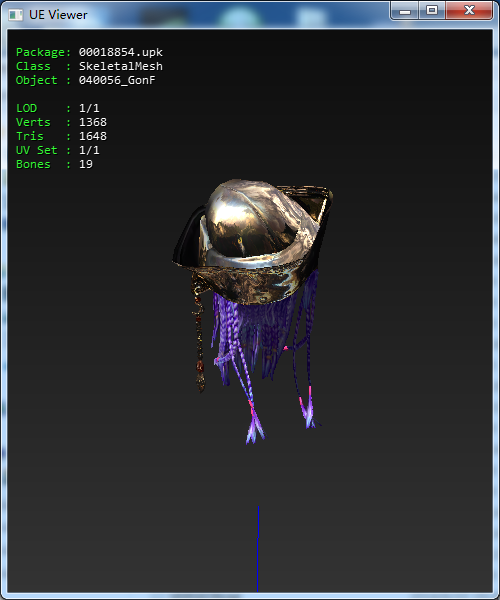 UE Viewer
Package: 00018854.upk
Class : SkeletalMesh
Object : 040056_GonF
LOD : 1/1
Verts : 1368
Tris : 1648
UV Set : 1/1
Bones : 19